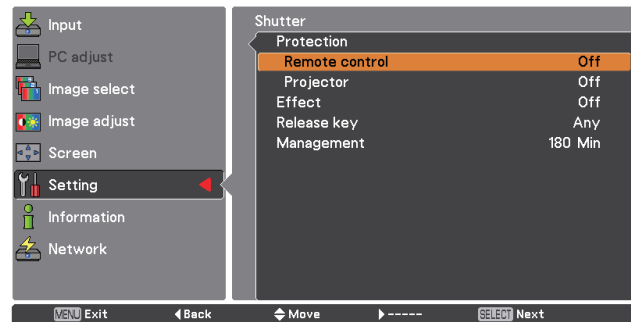 Input
PC adjust
Image select
Image adjust
Screen
Setting
Information
Network
Shutter
Protection
Remote control Off
Projector Off
Effect Off
Release key Any
Management 180 Min
MENU Exit Back Move ----- SELECT Next